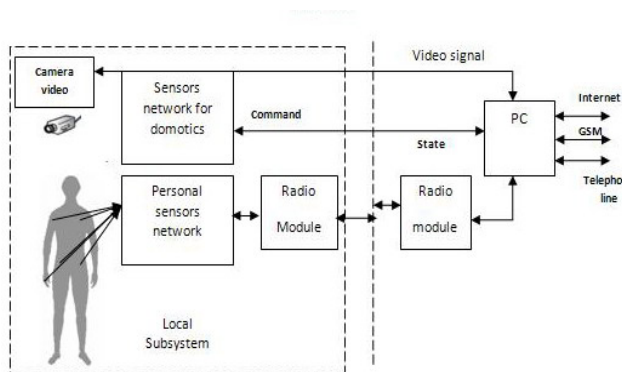 Video signal
Camera
video
Sensors
network for
domotics
Command
State
PC
Internet
GSM
Telepho
line
Personal
sensors
network
Radio
Module
Radio
module
Local
Subsystem